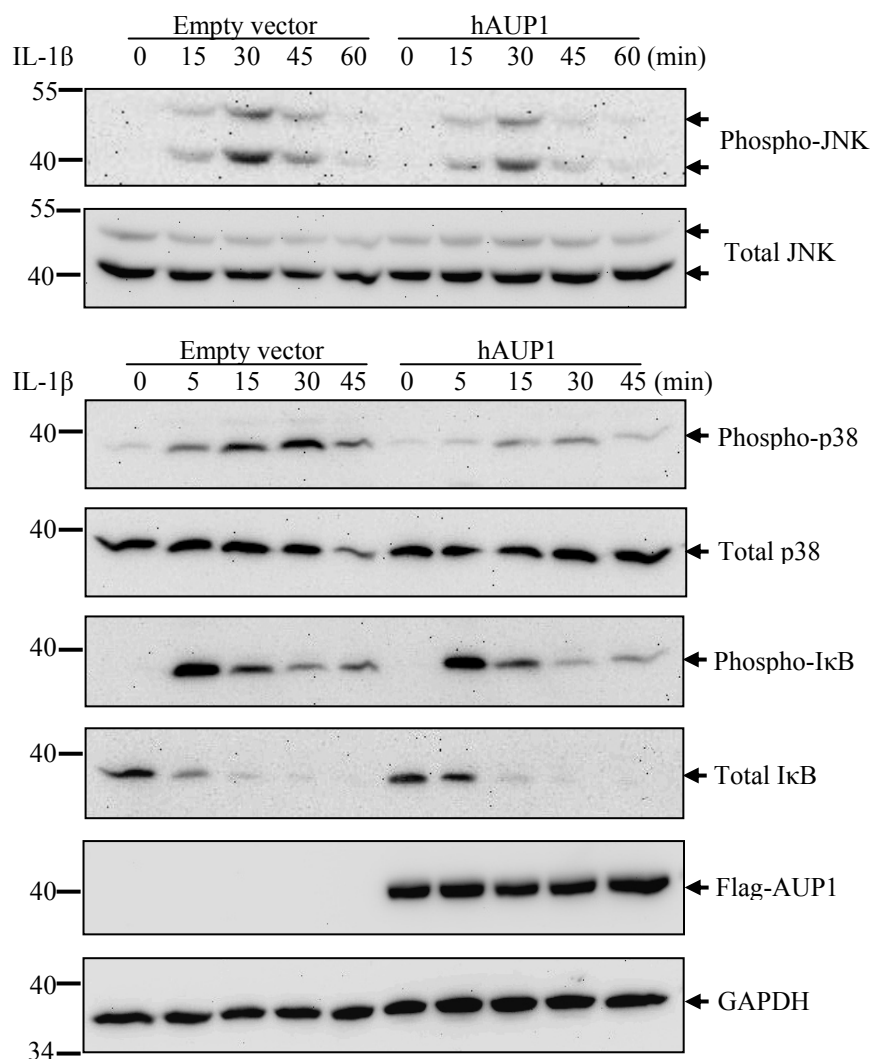 Empty vector hAUP1
IL-1β 0 15 30 45 60 0 15 30 45 60 (min)
55
Phospho-JNK
40
55
Total JNK
40
Empty vector hAUP1
IL-1β 0 5 15 30 45 0 5 15 30 45 (min)
40
Phospho-p38
40
Total p38
40
Phospho-IκB
40
Total IκB
40 Flag-AUP1
40
GAPDH
34